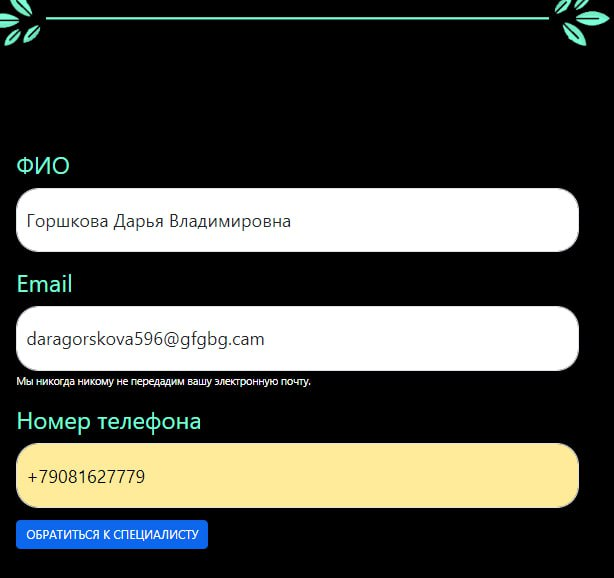 ФИО
Горшкова Дарья Владимировна
Email
daragorskova596@gfgbg.cam
Мы никогда никому не передадим вашу электронную почту.
Номер телефона
+79081627779
ОБРАТИТЬСЯ К СПЕЦИАЛИСТУ